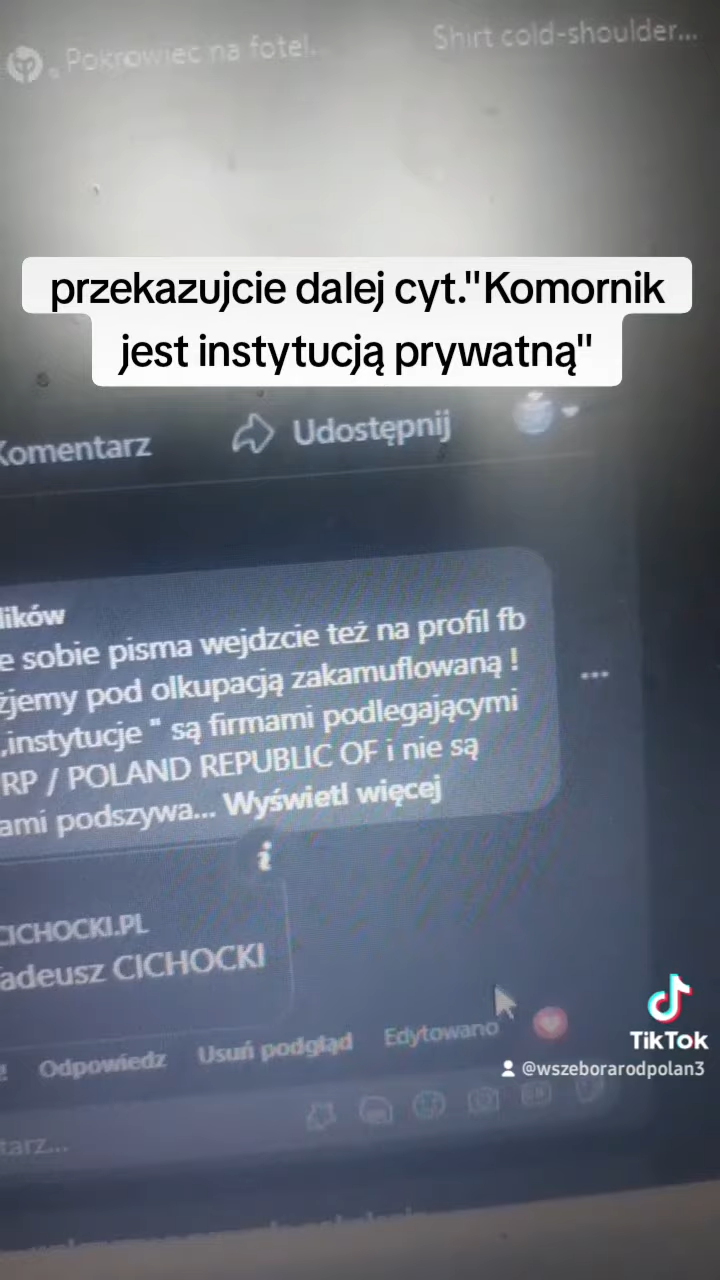 Pokrowiec na fotel...
Shirt cold-shoulder...
przekazujcie dalej cyt."Komornik
jest instytucją prywatną"
Komentarz
Udostępnij
lików
e sobie pisma wejdzcie też na profil fb
żjemy pod olkupacją zakamuflowaną !
„instytucje " są firmami podlegającymi
RP / POLAND REPUBLIC OF i nie są
ami podszywa... Wyświetl więcej
CICHOCKI.PL
adeusz CICHOCKI
Odpowiedz
Usuń podgląd
Edytowano
tarz...
TikTok
@wszeborarodpolan3